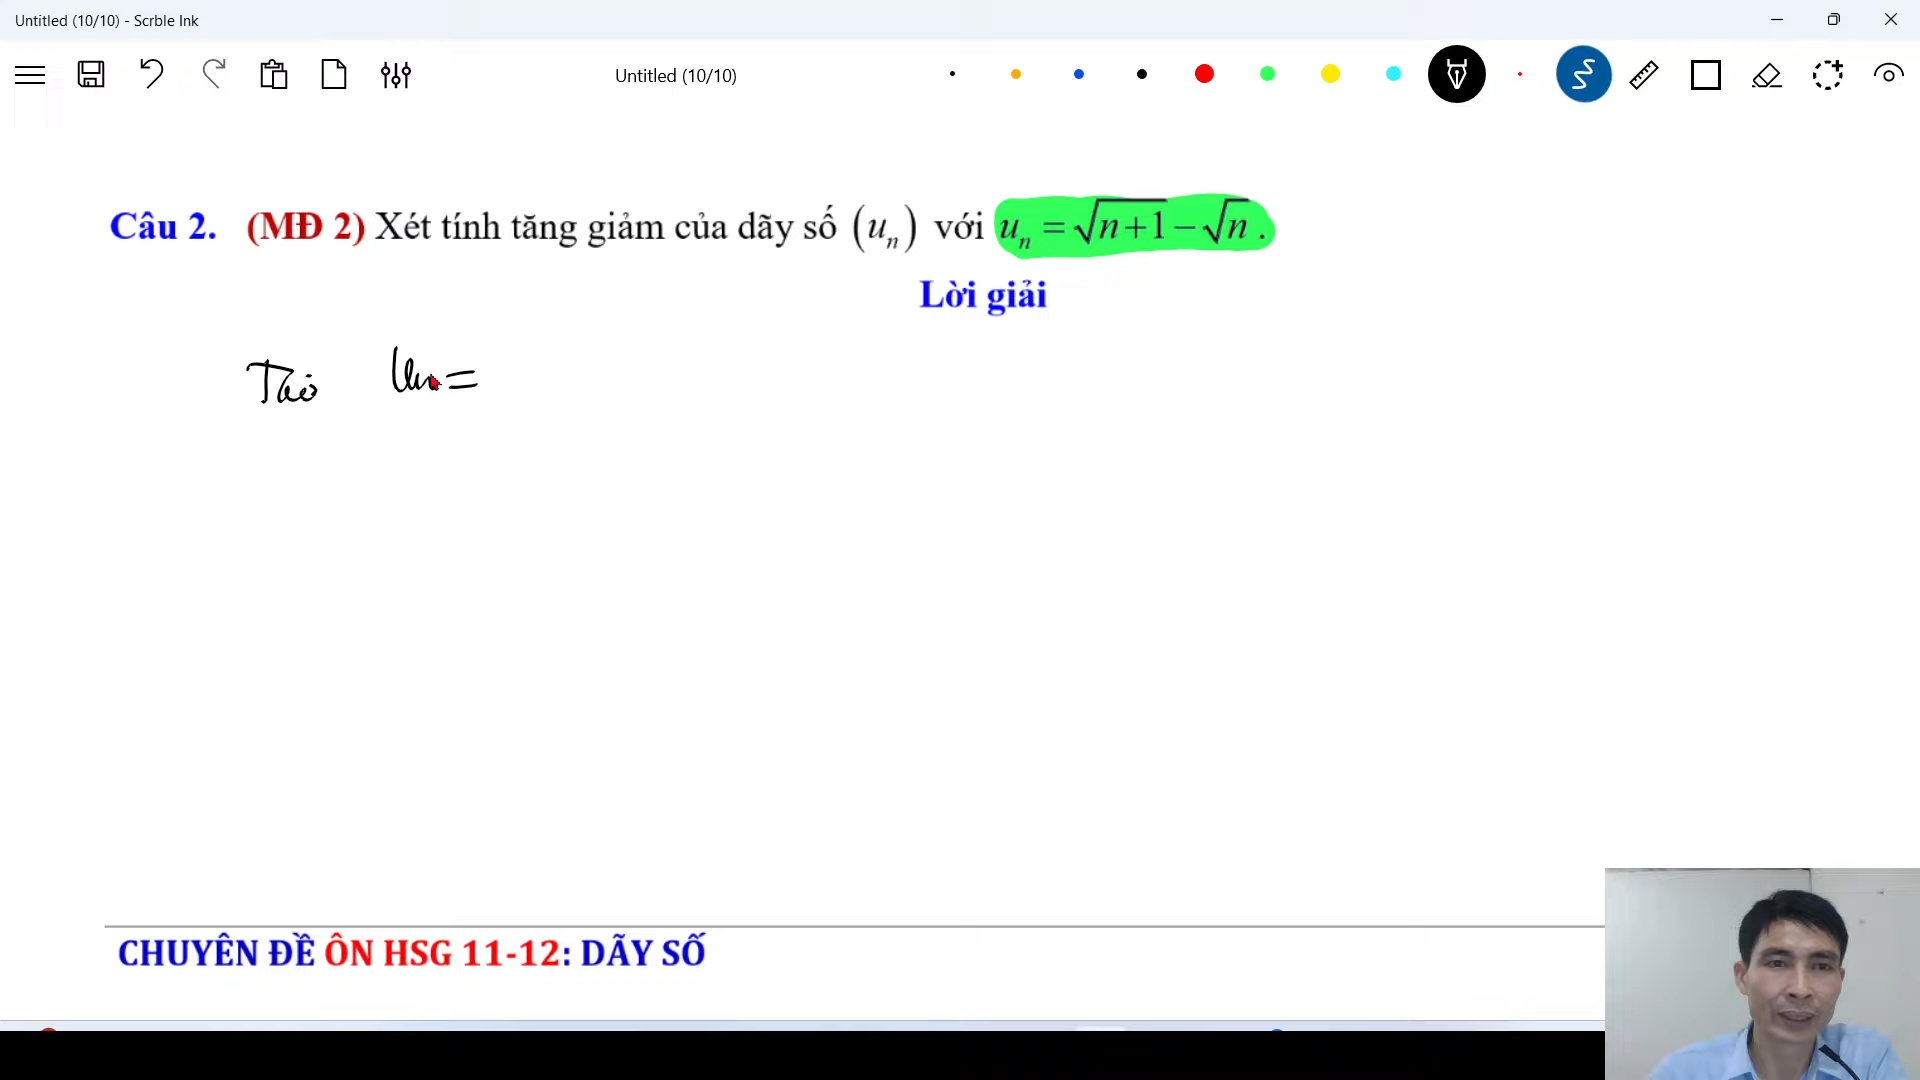 Untitled (10/10) - Scrble Ink
Untitled (10/10)
Câu 2. (MĐ 2) Xét tính tăng giảm của dãy số (uₙ) với uₙ = √(n+1) − √n .
Lời giải
Un =
CHUYÊN ĐỀ ÔN HSG 11-12: DÃY SỐ